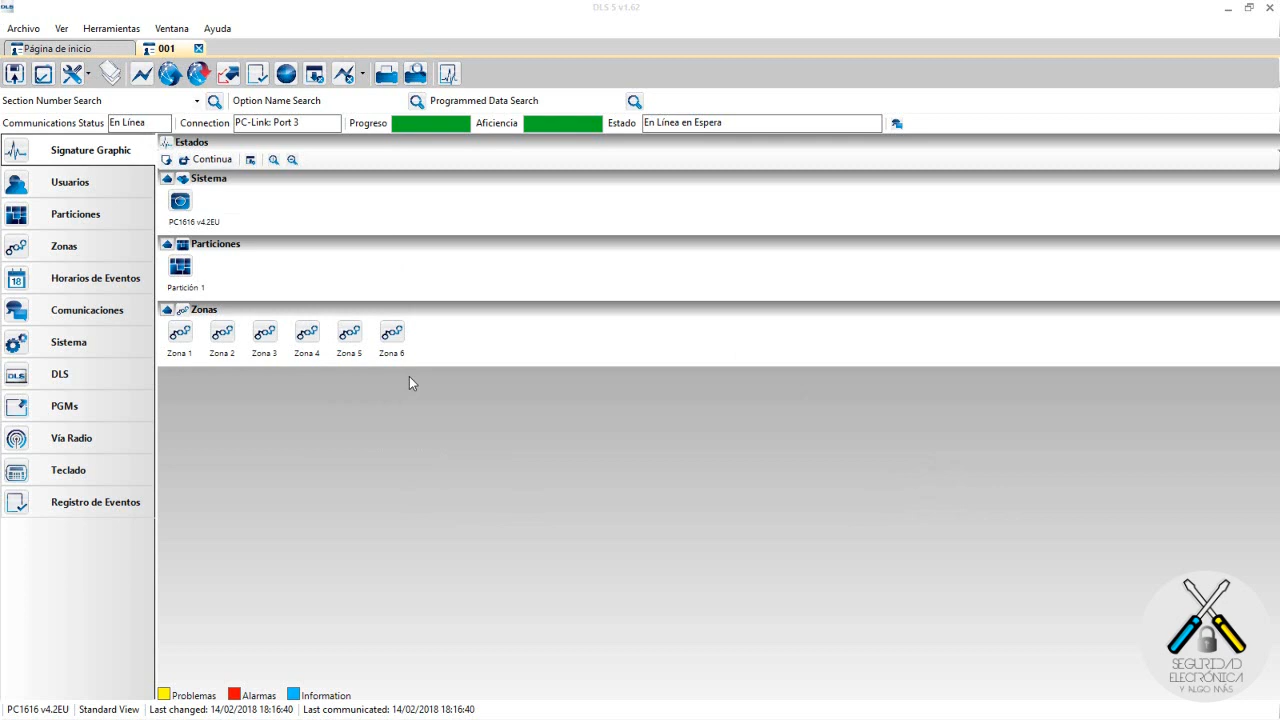 DLS
DLS 5 v1.62
Archivo Ver Herramientas Ventana Ayuda
Página de inicio 001
Section Number Search Option Name Search Programmed Data Search
Communications Status En Línea Connection PC-Link: Port 3 Progreso Aficiencia Estado En Línea en Espera
Signature Graphic
Usuarios
Particiones
Zonas
18 Horarios de Eventos
Comunicaciones
Sistema
DLS DLS
PGMs
Vía Radio
Teclado
Registro de Eventos
Estados
Continua
Sistema
PC1616 v4.2EU
Particiones
Partición 1
Zonas
Zona 1 Zona 2 Zona 3 Zona 4 Zona 5 Zona 6
SEGURIDAD
ELECTRÓNICA
Y ALGO MÁS
Problemas Alarmas Information
PC1616 v4.2EU Standard View Last changed: 14/02/2018 18:16:40 Last communicated: 14/02/2018 18:16:40